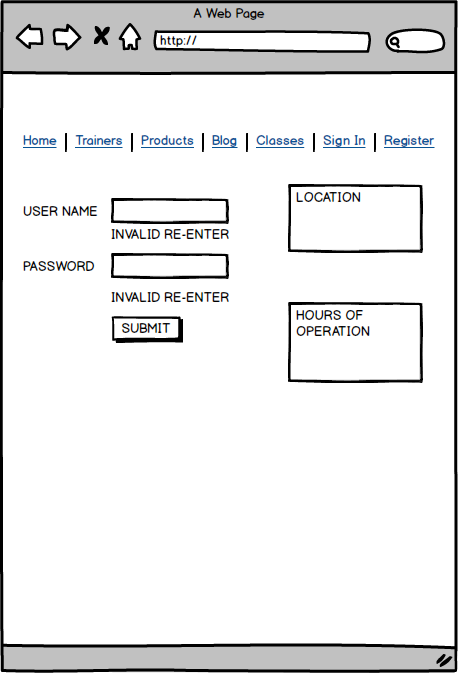 A Web Page
http://
Home Trainers Products Blog Classes Sign In Register
USER NAME
INVALID RE-ENTER
PASSWORD
INVALID RE-ENTER
SUBMIT
LOCATION
HOURS OF
OPERATION